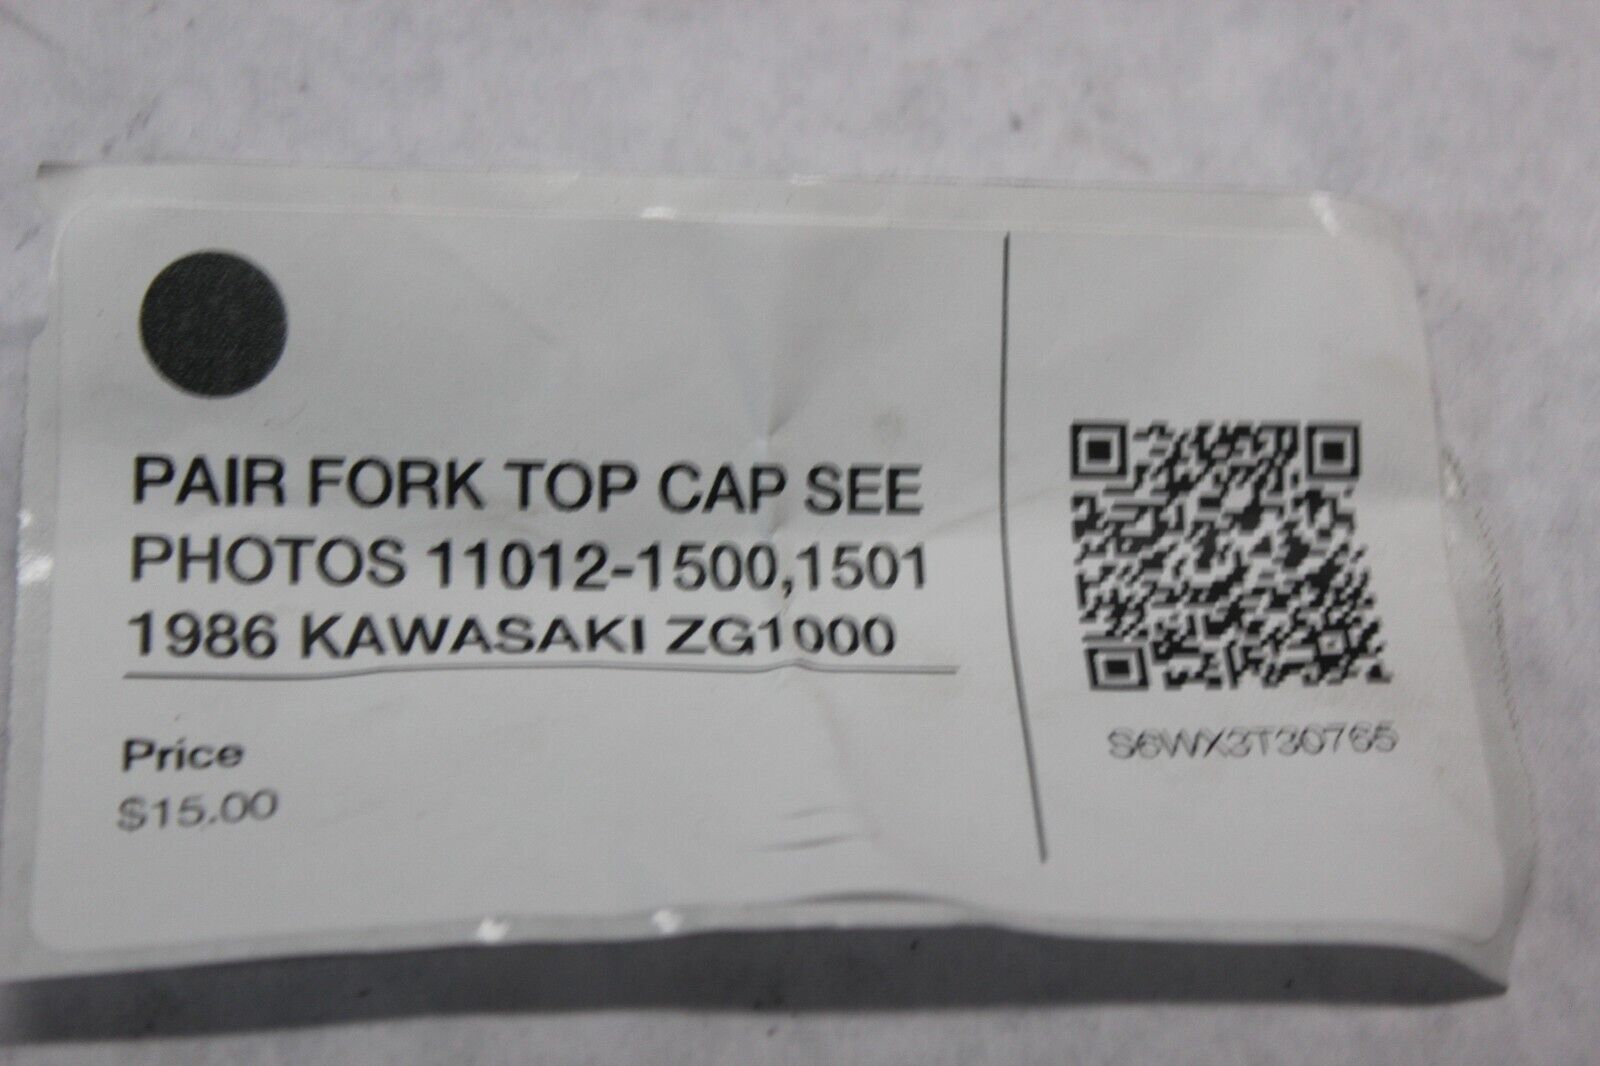 PAIR FORK TOP CAP SEE
PHOTOS 11012-1500,1501
1986 KAWASAKI ZG1000
Price
$15.00
S6WX3T30765